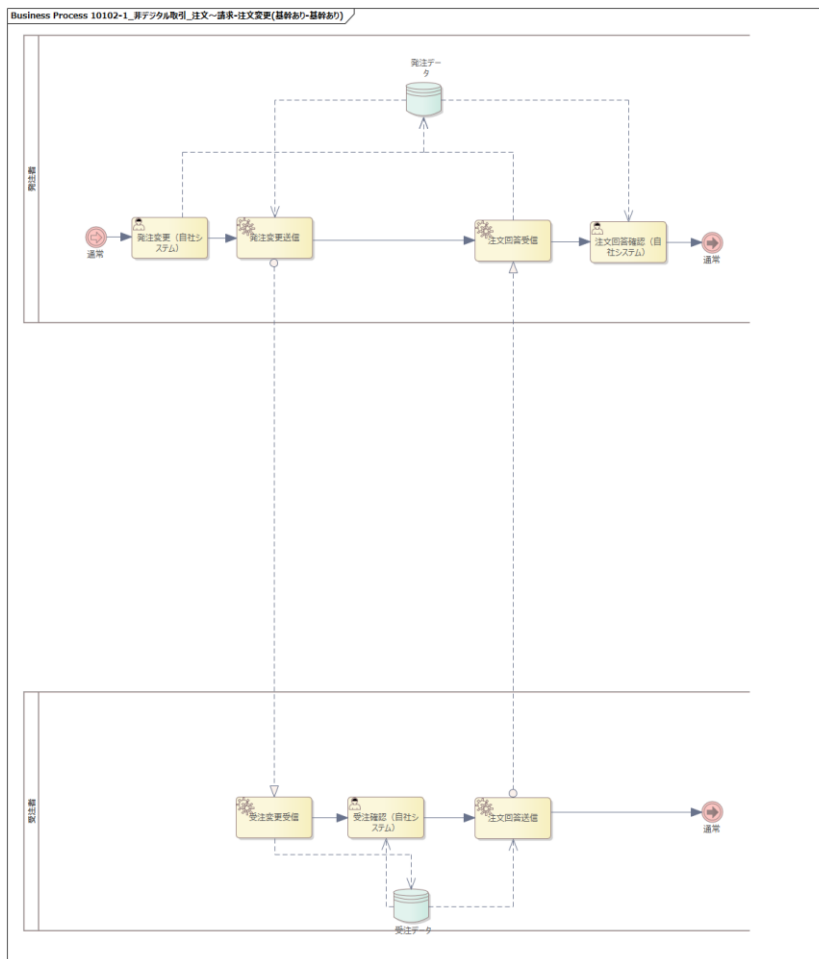 Business Process 10102-1_非デジタル取引_注文～請求-注文変更(基幹あり-基幹あり)
発注デー
タ
発注者
発注変更（自社シ
ステム）
発注変更送信
注文回答受信
注文回答確認（自
社システム）
通常
通常
受注者
受注変更受信
受注確認（自社シ
ステム）
注文回答送信
通常
受注データ